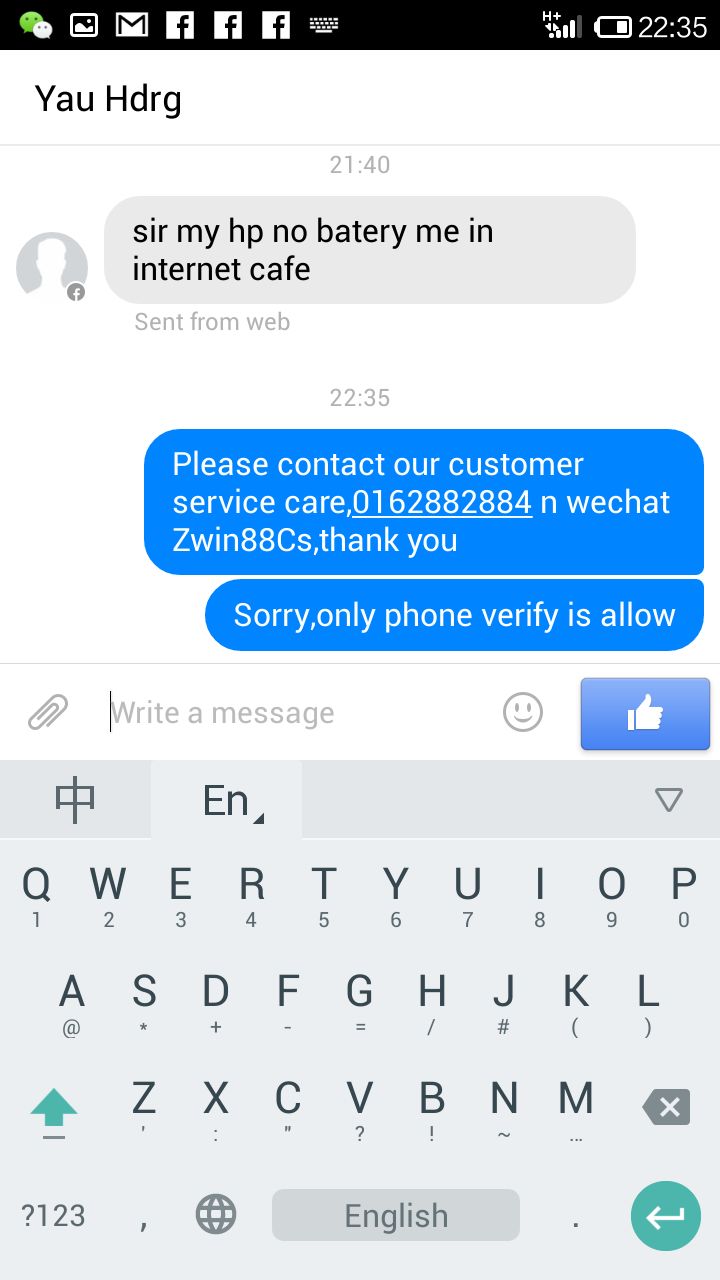 H+ 22:35
Yau Hdrg
21:40
sir my hp no batery me in
internet cafe
Sent from web
22:35
Please contact our customer
service care,0162882884 n wechat
Zwin88Cs,thank you
Sorry,only phone verify is allow
Write a message
中 En
Q W E R T Y U I O P
1 2 3 4 5 6 7 8 9 0
A S D F G H J K L
@ * + - = / # ( )
Z X C V B N M
' : " ? ! ~ ...
?123 , English .